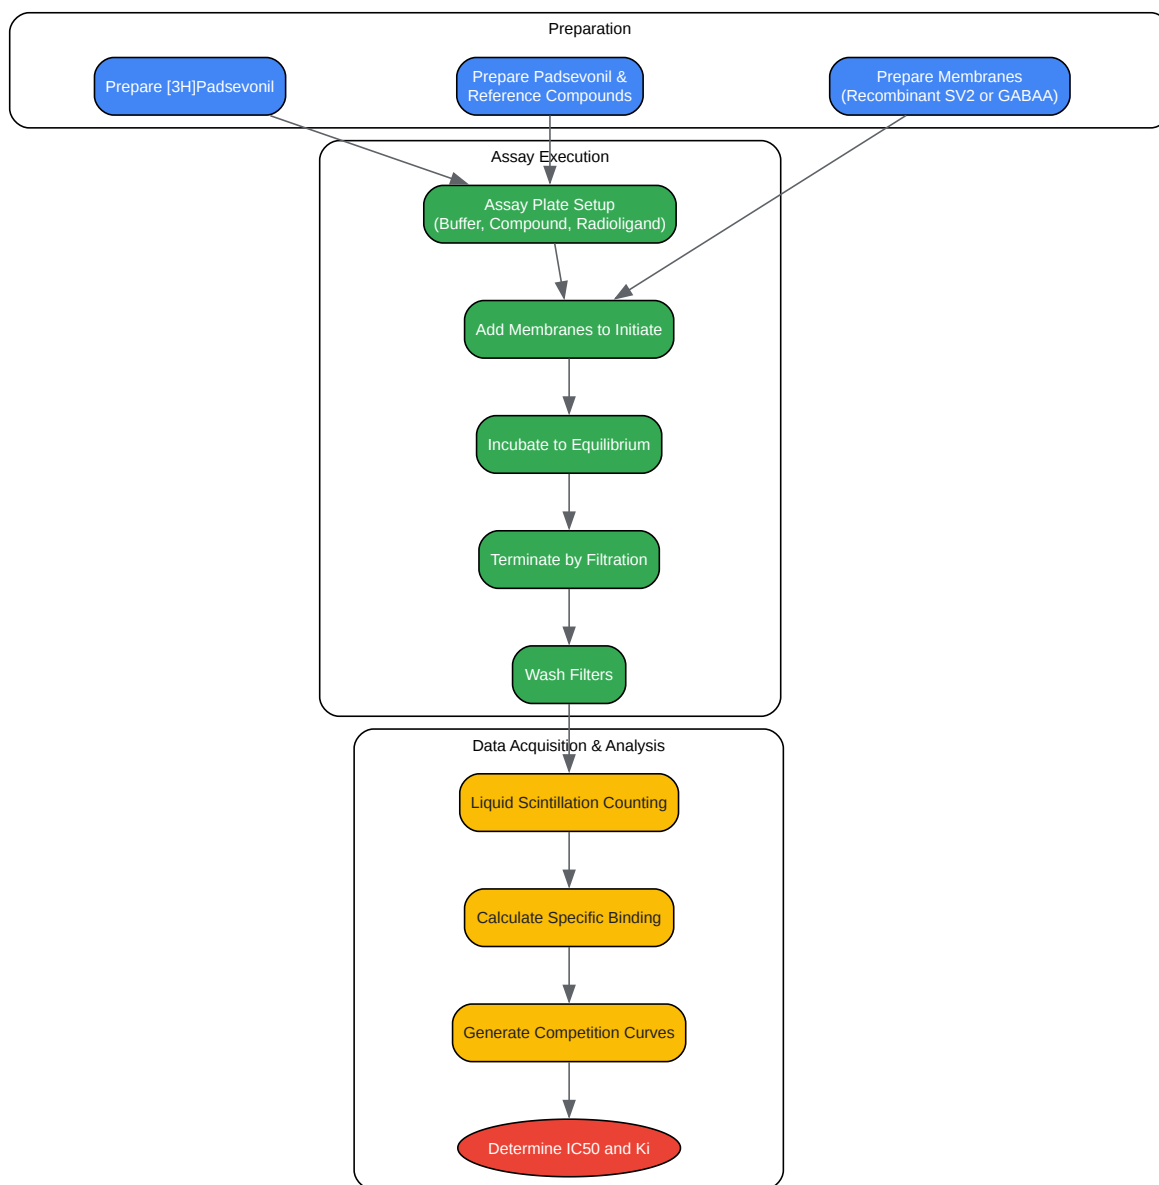 Preparation
Prepare [3H]Padsevonil
Prepare Padsevonil &
Reference Compounds
Prepare Membranes
(Recombinant SV2 or GABAA)
Assay Execution
Assay Plate Setup
(Buffer, Compound, Radioligand)
Add Membranes to Initiate
Incubate to Equilibrium
Terminate by Filtration
Wash Filters
Data Acquisition & Analysis
Liquid Scintillation Counting
Calculate Specific Binding
Generate Competition Curves
Determine IC50 and Ki